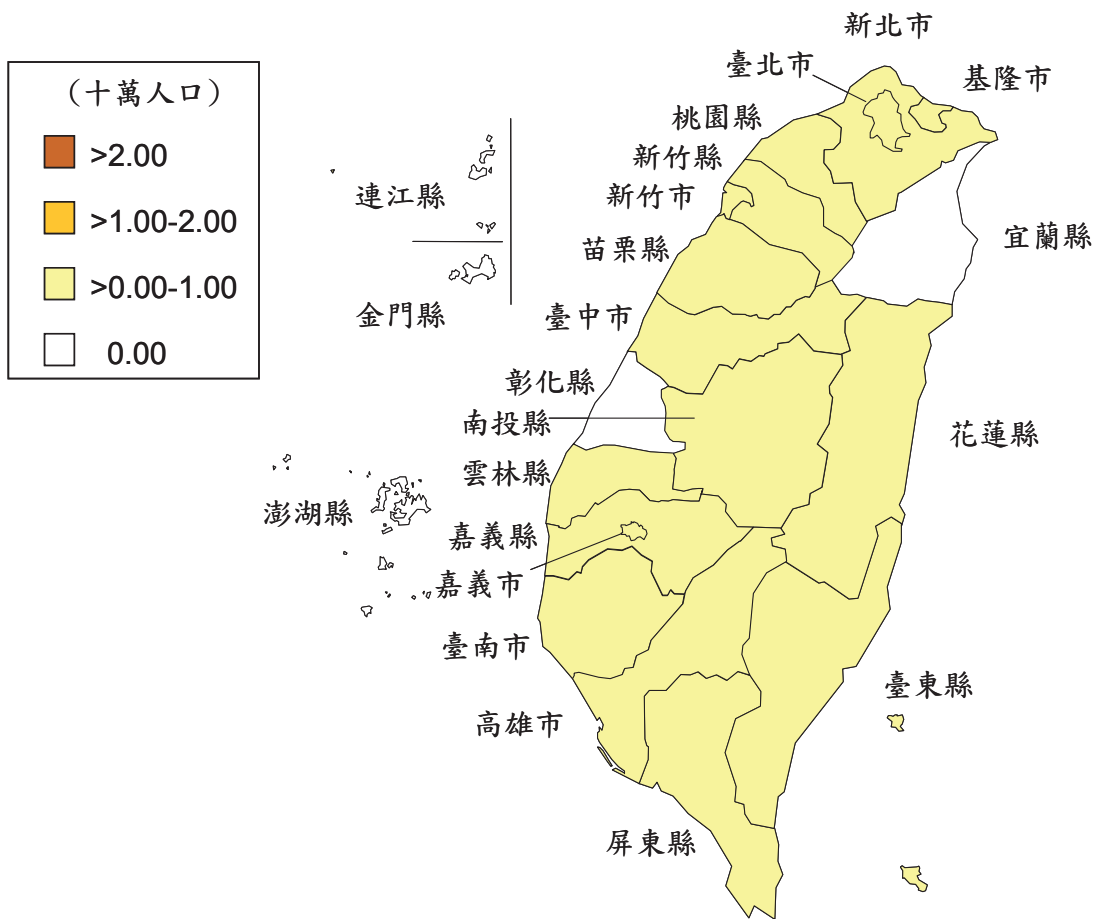 (十萬人口)
>2.00
>1.00-2.00
>0.00-1.00
0.00
新北市
臺北市
基隆市
桃園縣
新竹縣
新竹市
連江縣
苗栗縣
宜蘭縣
金門縣
臺中市
彰化縣
南投縣
花蓮縣
雲林縣
澎湖縣
嘉義縣
嘉義市
臺南市
臺東縣
高雄市
屏東縣